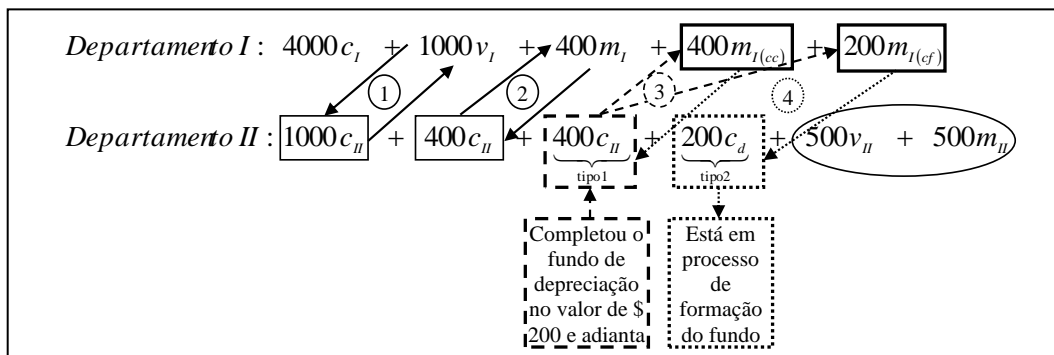 Departamento I : 4000c_I + 1000v_I + 400m_I + 400m_I(cc) + 200m_I(cf)
1 2 3 4
Departamento II : 1000c_II + 400c_II + 400c_II + 200c_d + 500v_II + 500m_II
tipo1 tipo2
Completou o
fundo de
depreciação
no valor de $
200 e adianta
Está em
processo
de
formação
do fundo